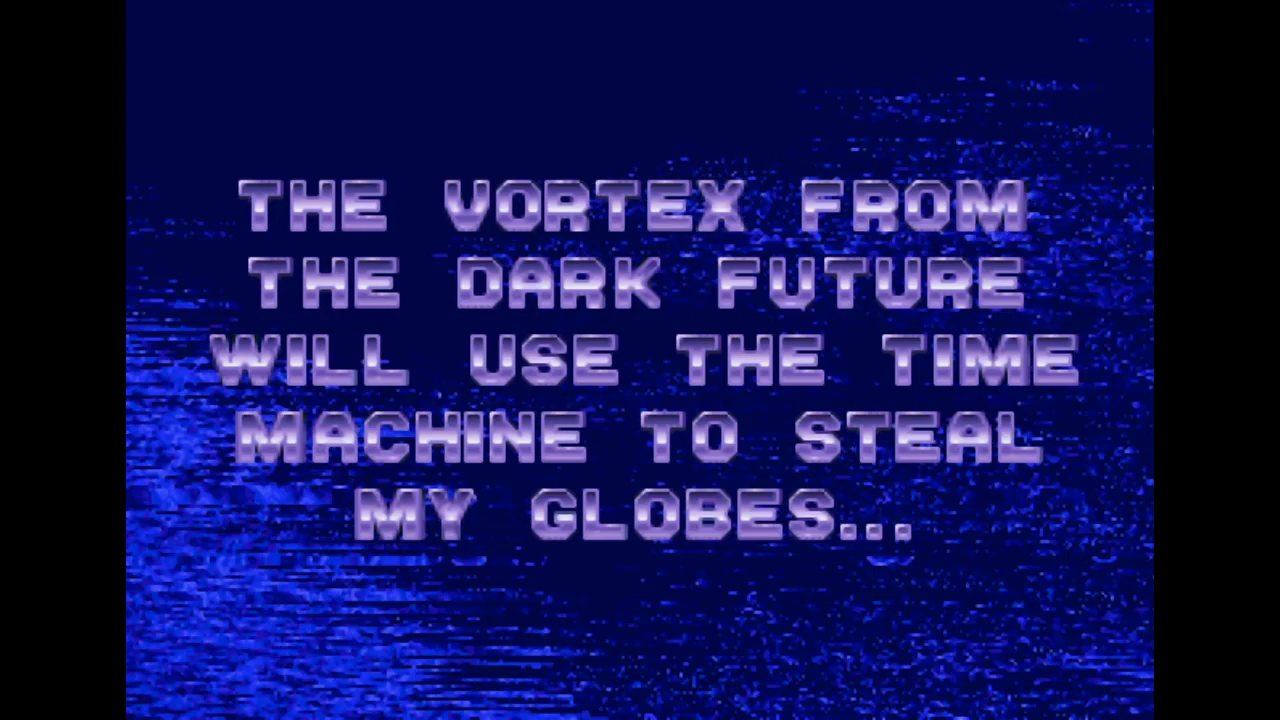 THE VORTEX FROM
THE DARK FUTURE
WILL USE THE TIME
MACHINE TO STEAL
MY GLOBES...